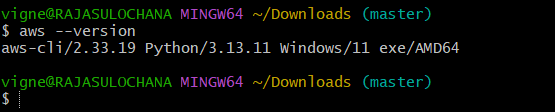 vigne@RAJASULOCHANA MINGW64 ~/Downloads (master)
$ aws --version
aws-cli/2.33.19 Python/3.13.11 Windows/11 exe/AMD64
vigne@RAJASULOCHANA MINGW64 ~/Downloads (master)
$